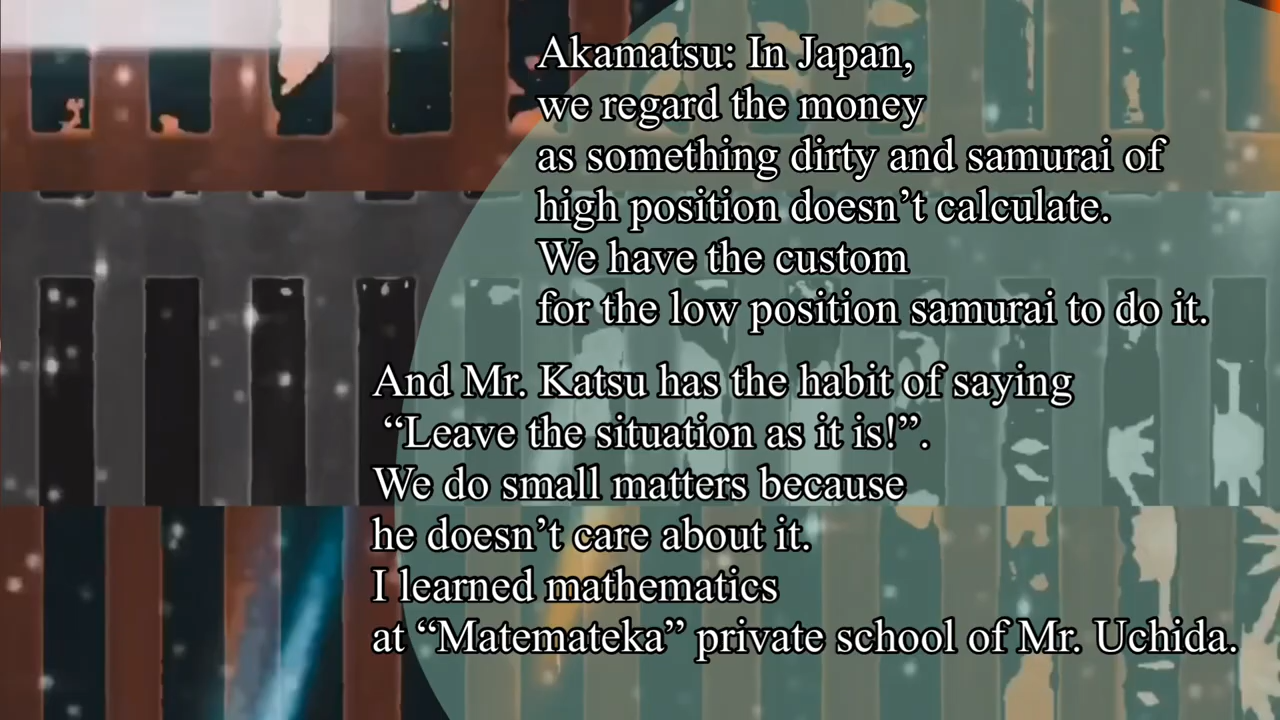 Akamatsu: In Japan,
we regard the money
as something dirty and samurai of
high position doesn’t calculate.
We have the custom
for the low position samurai to do it.
And Mr. Katsu has the habit of saying
“Leave the situation as it is!”.
We do small matters because
he doesn’t care about it.
I learned mathematics
at “Matemateka” private school of Mr. Uchida.